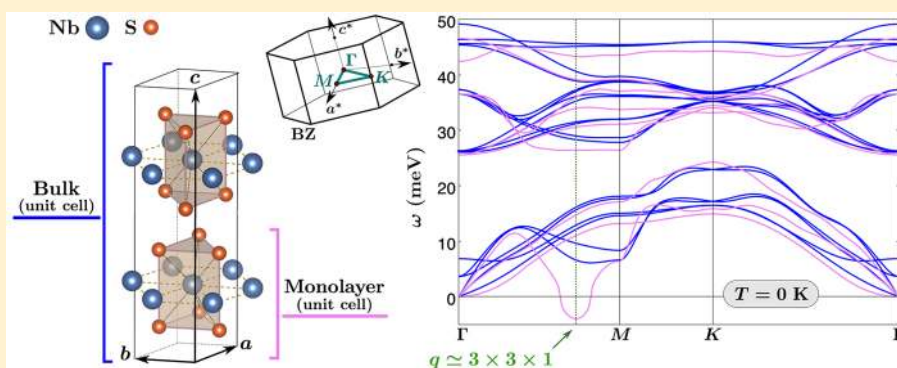 Nb S
c
Bulk
(unit cell)
Monolayer
(unit cell)
b
a
c*
b*
Γ
M
K
a*
BZ
50
40
30
20
10
0
ω (meV)
T = 0 K
Γ M K Γ
q ≃ 3 × 3 × 1